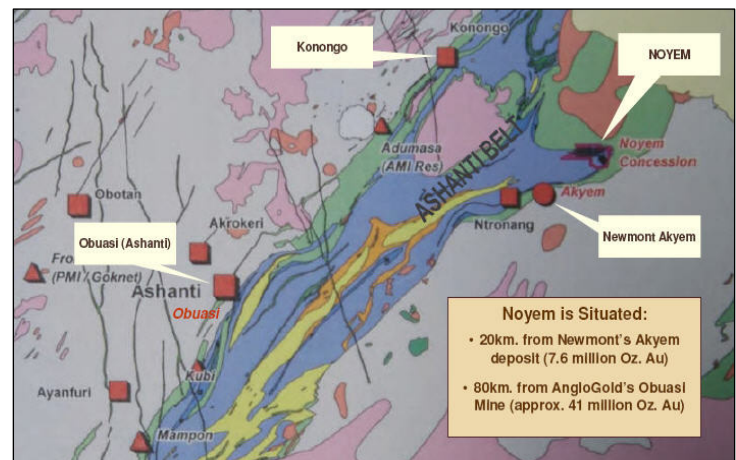 Konongo
Konongo
NOYEM
Adumasa
(AMI Res)
ASHANTI BELT
Noyem
Concession
Akyem
Obotan
Akrokeri
Ntronang
Newmont Akyem
Obuasi (Ashanti)
Fro
(PMI / Goknet)
Ashanti
Obuasi
Kubi
Ayanfuri
Mampon
Noyem is Situated:
• 20km. from Newmont's Akyem
deposit (7.6 million Oz. Au)
• 80km. from AngloGold's Obuasi
Mine (approx. 41 million Oz. Au)